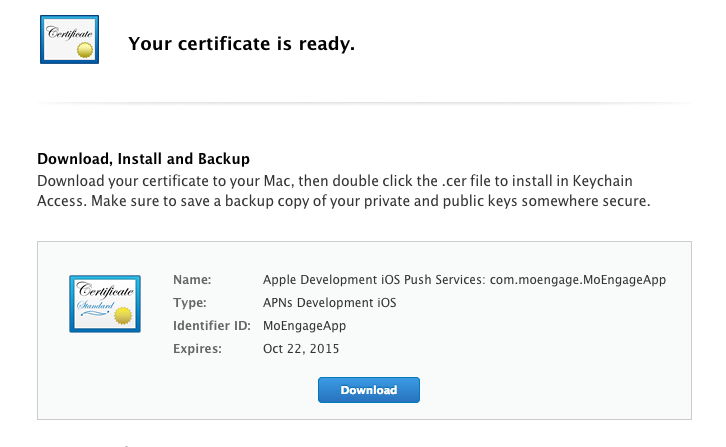 Certificate
Your certificate is ready.
Download, Install and Backup
Download your certificate to your Mac, then double click the .cer file to install in Keychain
Access. Make sure to save a backup copy of your private and public keys somewhere secure.
Certificate
Standard
Name: Apple Development iOS Push Services: com.moengage.MoEngageApp
Type: APNs Development iOS
Identifier ID: MoEngageApp
Expires: Oct 22, 2015
Download